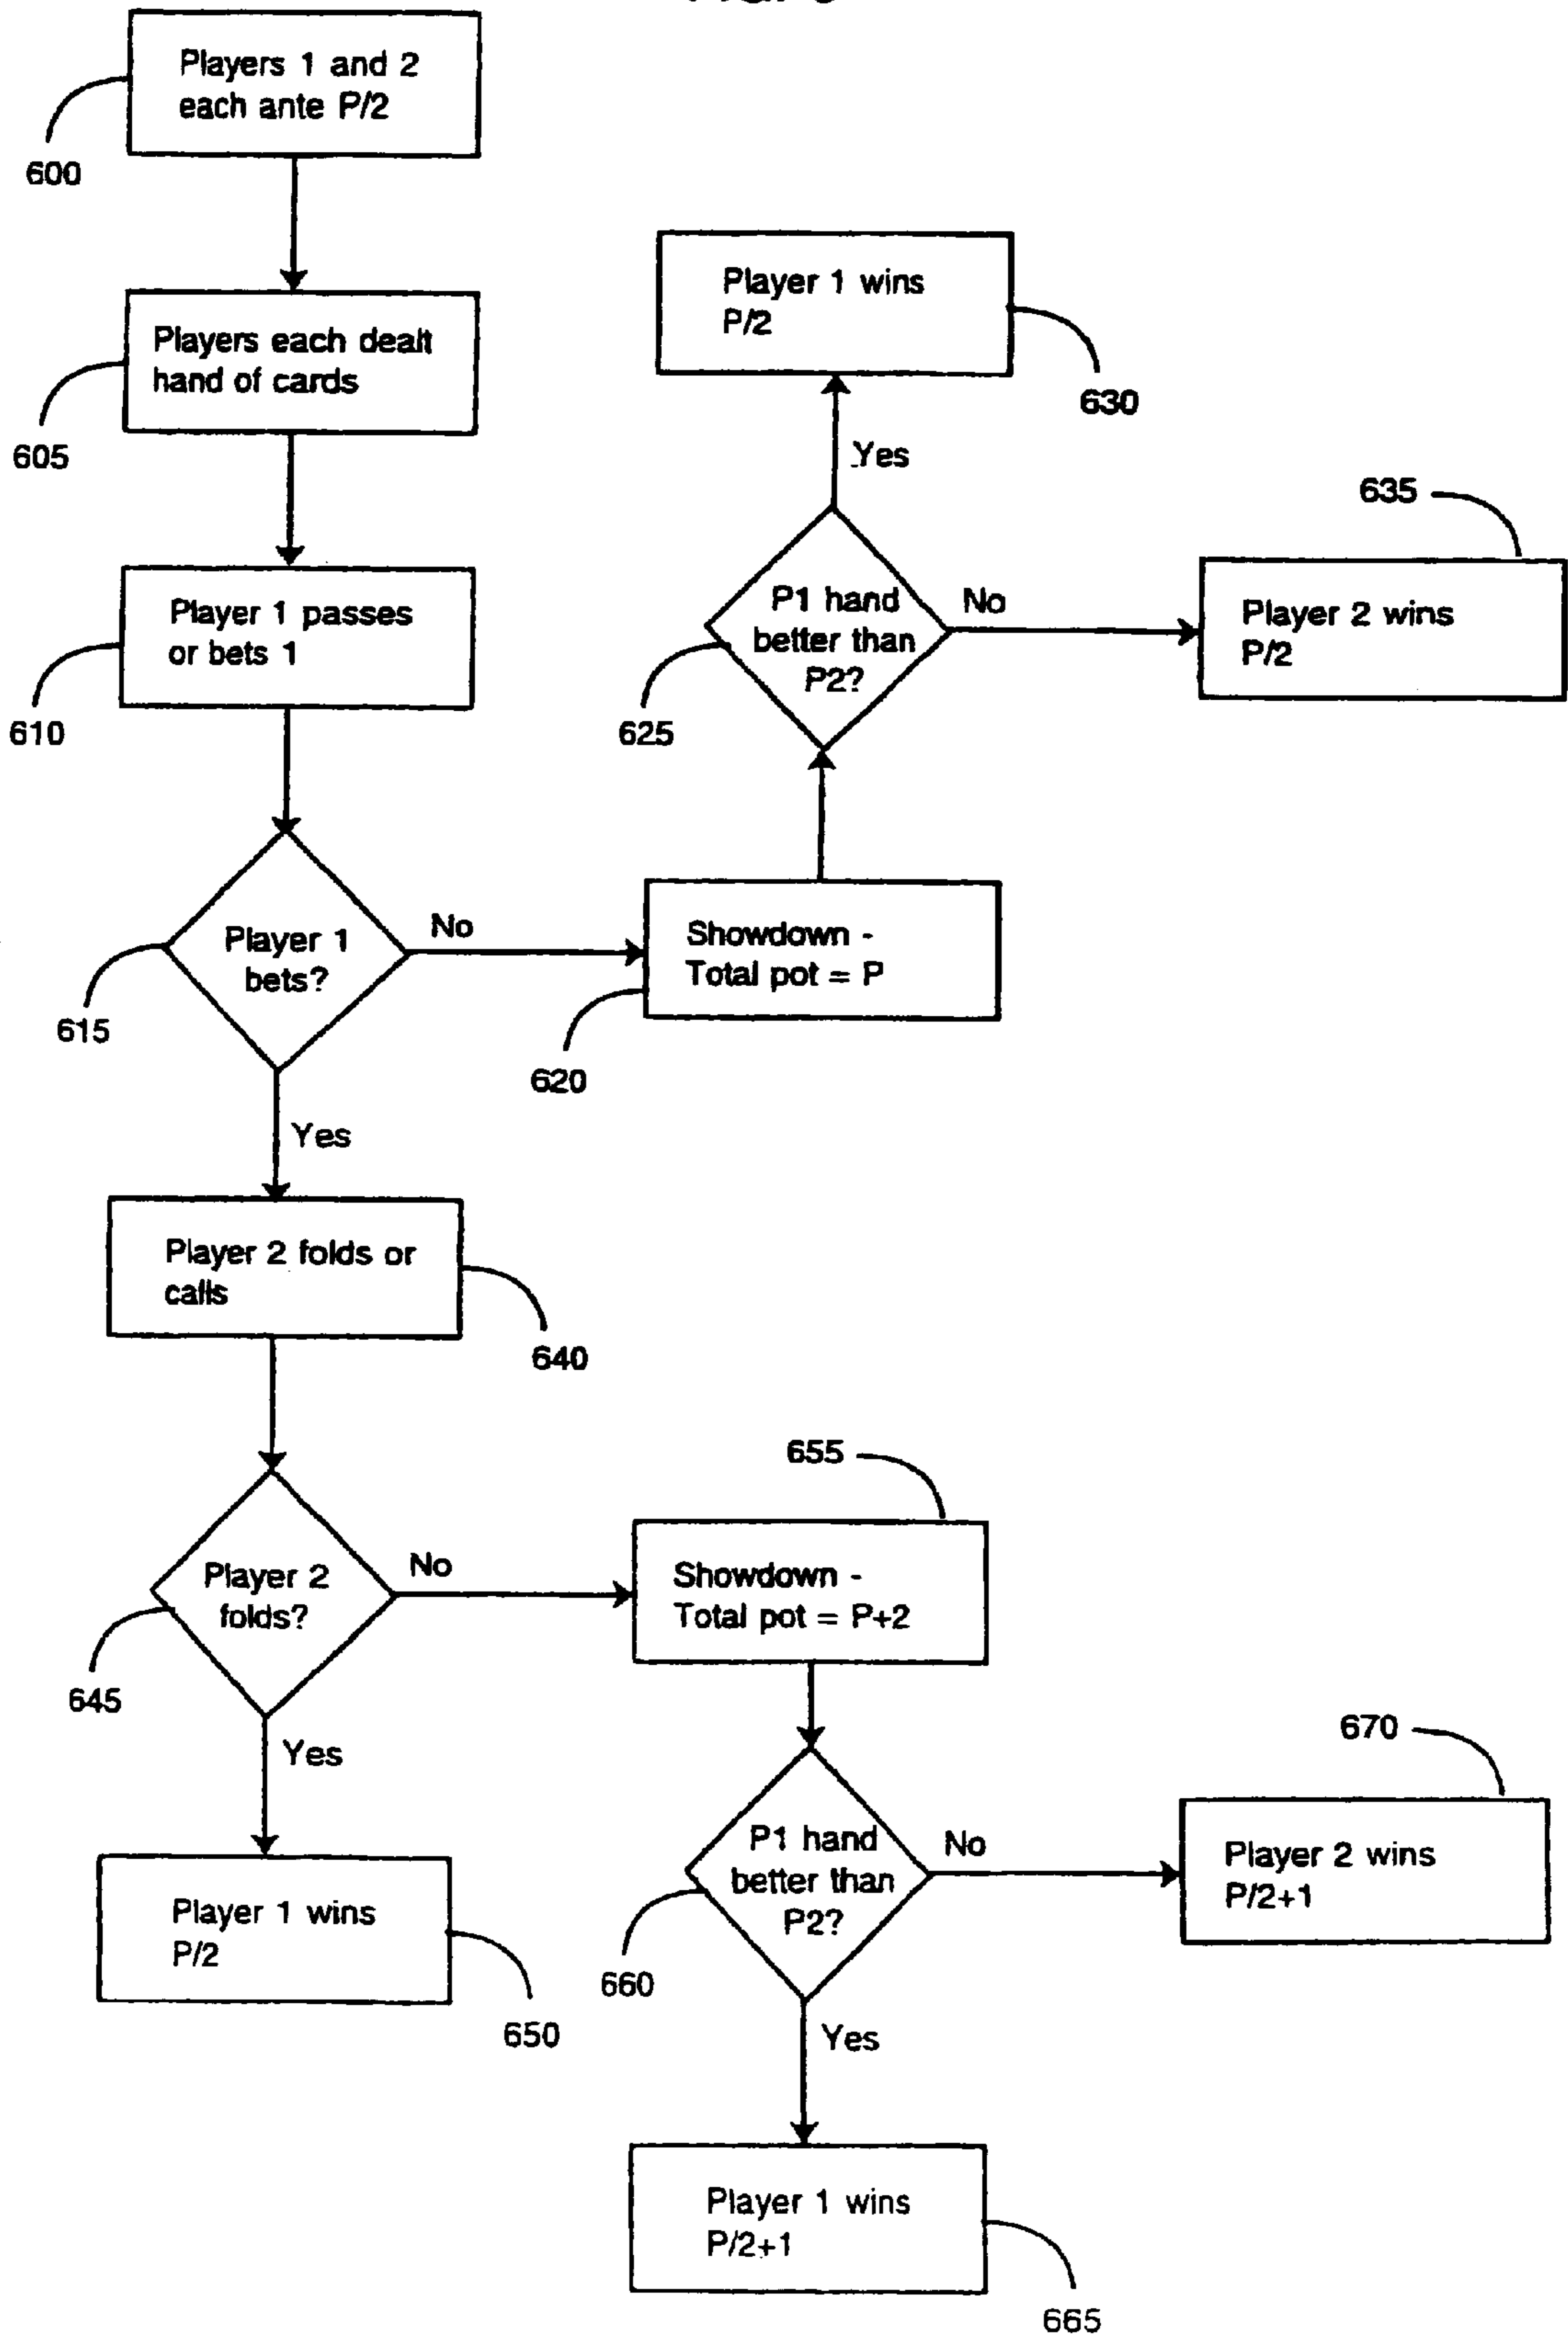 Players 1 and 2
each ante P/2
600
Players each dealt
hand of cards
605
Player 1 passes
or bets 1
610
Player 1
bets?
615
No
Yes
Showdown -
Total pot = P
620
P1 hand
better than
P2?
625
Yes
No
Player 1 wins
P/2
630
Player 2 wins
P/2
635
Player 2 folds or
calls
640
Player 2
folds?
645
No
Yes
Player 1 wins
P/2
650
Showdown -
Total pot = P+2
655
P1 hand
better than
P2?
660
No
Yes
Player 2 wins
P/2+1
670
Player 1 wins
P/2+1
665